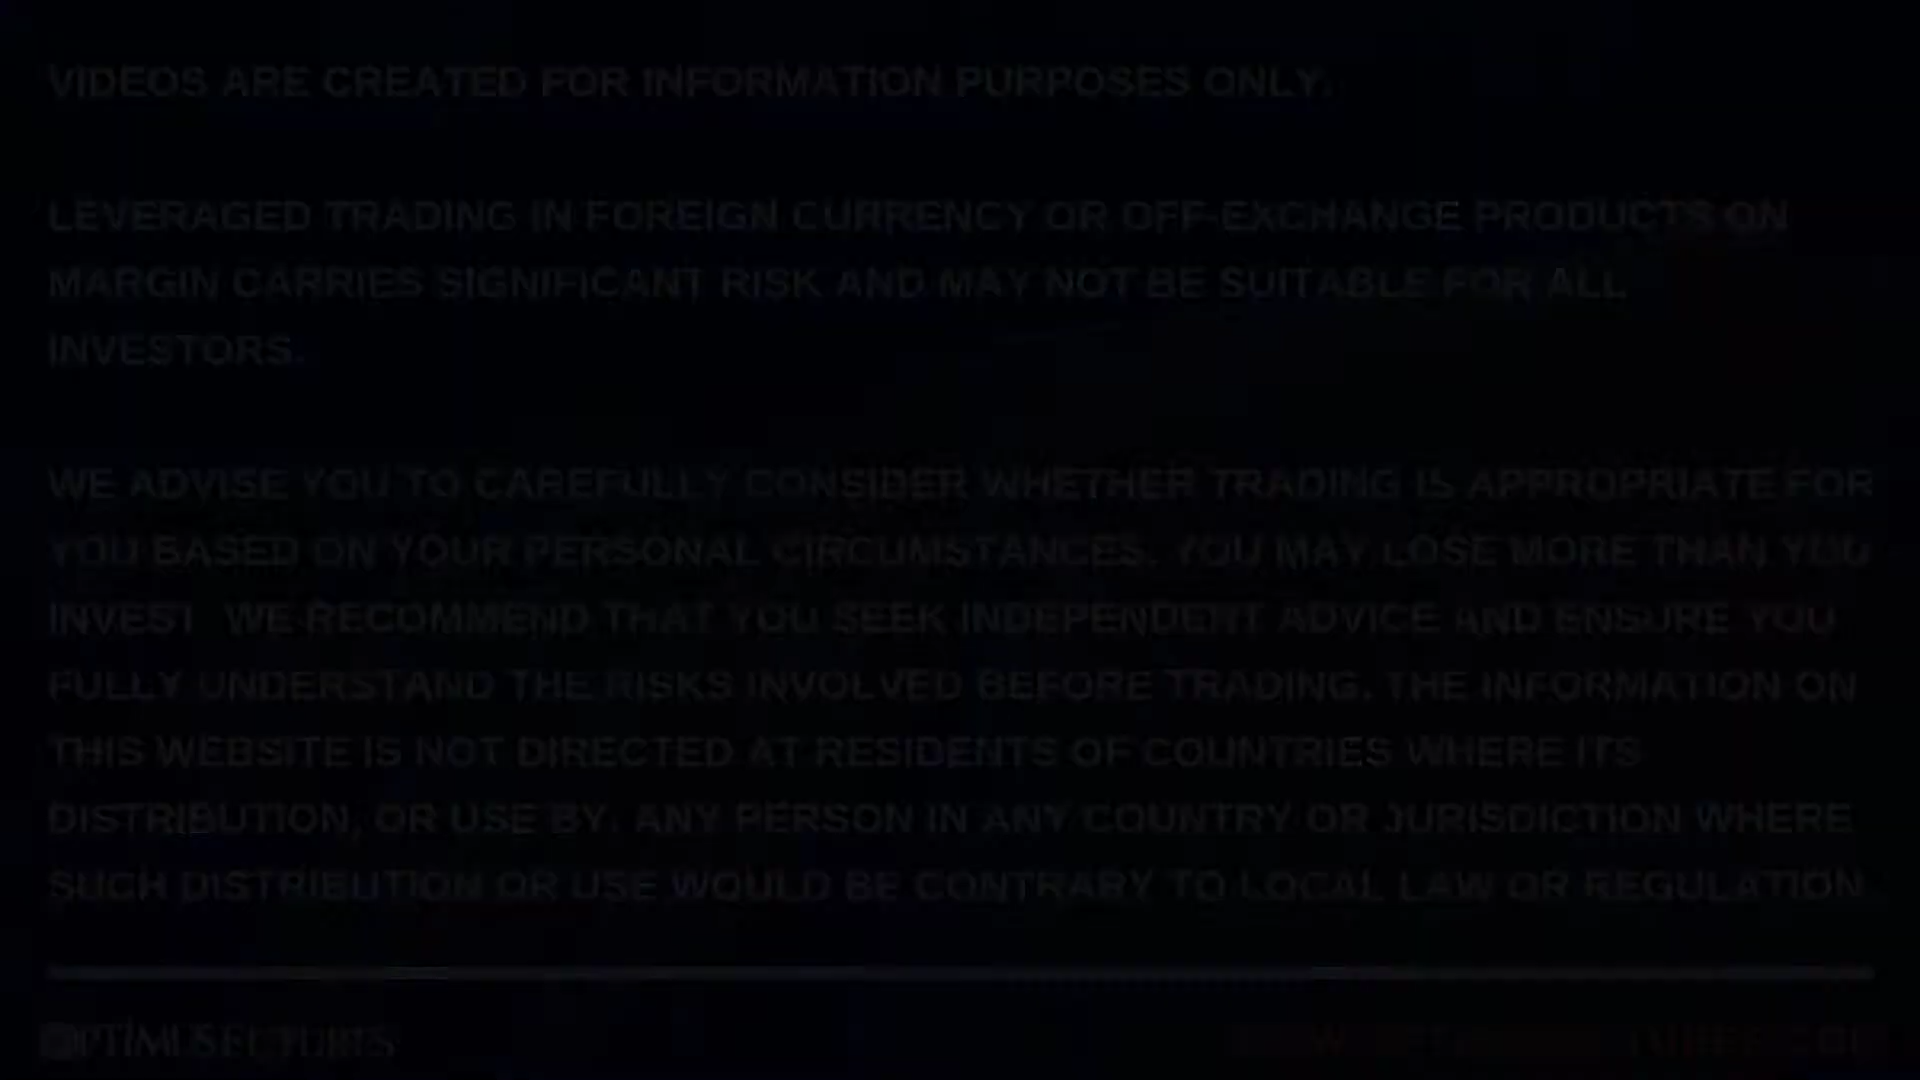 VIDEOS ARE CREATED FOR INFORMATION PURPOSES ONLY.
LEVERAGED TRADING IN FOREIGN CURRENCY OR OFF-EXCHANGE PRODUCTS ON
MARGIN CARRIES SIGNIFICANT RISK AND MAY NOT BE SUITABLE FOR ALL
INVESTORS.
WE ADVISE YOU TO CAREFULLY CONSIDER WHETHER TRADING IS APPROPRIATE FOR
YOU BASED ON YOUR PERSONAL CIRCUMSTANCES. YOU MAY LOSE MORE THAN YOU
INVEST. WE RECOMMEND THAT YOU SEEK INDEPENDENT ADVICE AND ENSURE YOU
FULLY UNDERSTAND THE RISKS INVOLVED BEFORE TRADING. THE INFORMATION ON
THIS WEBSITE IS NOT DIRECTED AT RESIDENTS OF COUNTRIES WHERE ITS
DISTRIBUTION, OR USE BY, ANY PERSON IN ANY COUNTRY OR JURISDICTION WHERE
SUCH DISTRIBUTION OR USE WOULD BE CONTRARY TO LOCAL LAW OR REGULATION.
OPTIMUSFUTURES